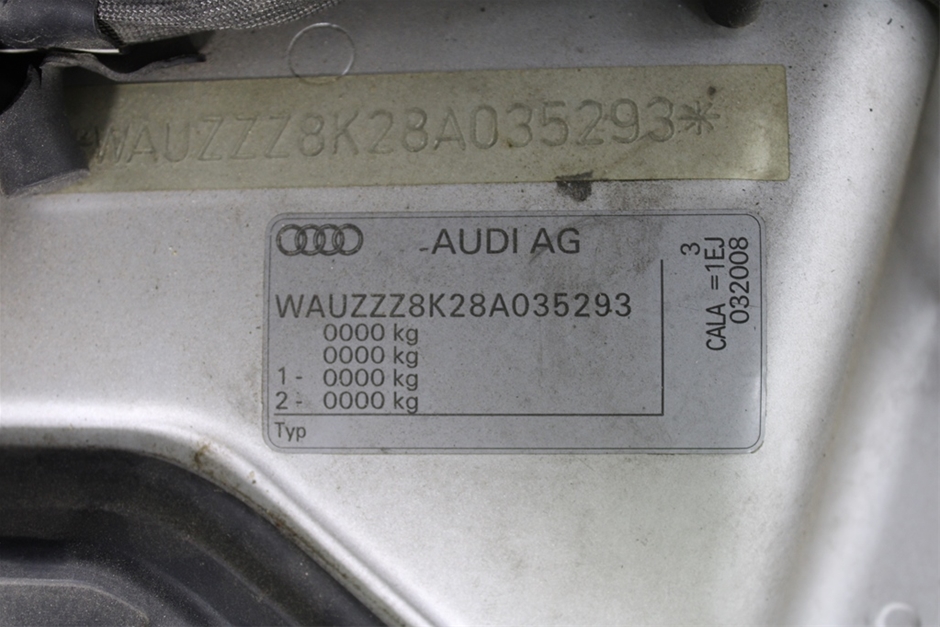 *WAUZZZ8K28A035293*
AUDI AG
WAUZZZ8K28A035293
0000 kg
0000 kg
1- 0000 kg
2- 0000 kg
Typ
3
CALA =1EJ
032008